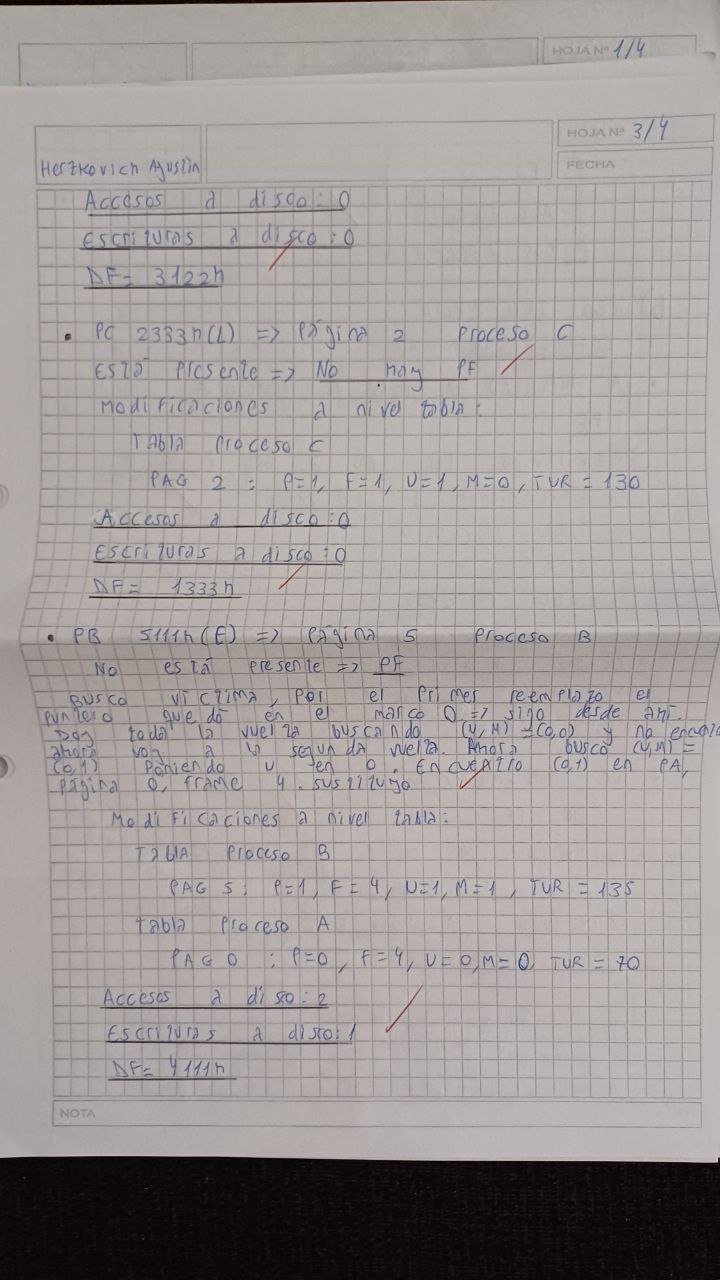 HOJA Nº 1/4
HOJA Nº 3/4
Herzkovich Agustín
FECHA
Accesos a disco: 0
Escrituras a disco: 0
DF= 3122h
• PC 2333h(L) => Página 2 Proceso C
Está presente => No hay PF
Modificaciones a nivel tabla:
Tabla Proceso C
PAG 2 : P=1, F=1, U=1, M=0, TUR = 130
Accesos a disco: 0
Escrituras a disco: 0
DF= 1333h
• PB 5111h(E) => Página 5 Proceso B
No está presente => PF
Busco víctima, por el primer reemplazo el
puntero quedó en el marco 0 => sigo desde ahí.
Doy toda la vuelta buscando (U,M) = (0,0) y no encuentro
ahora voy a la segunda vuelta. Ahora busco (U,M) =
(0,1) Poniendo U en 0. Encuentro (0,1) en PA,
Página 0, frame 4. sustituyo
Modificaciones a nivel tabla:
Tabla Proceso B
PAG 5: P=1, F=4, U=1, M=1, TUR = 135
Tabla Proceso A
PAG 0 : P=0, F=4, U=0, M=0, TUR = 70
Accesos a disco: 2
Escrituras a disco: 1
DF= 4111h
NOTA